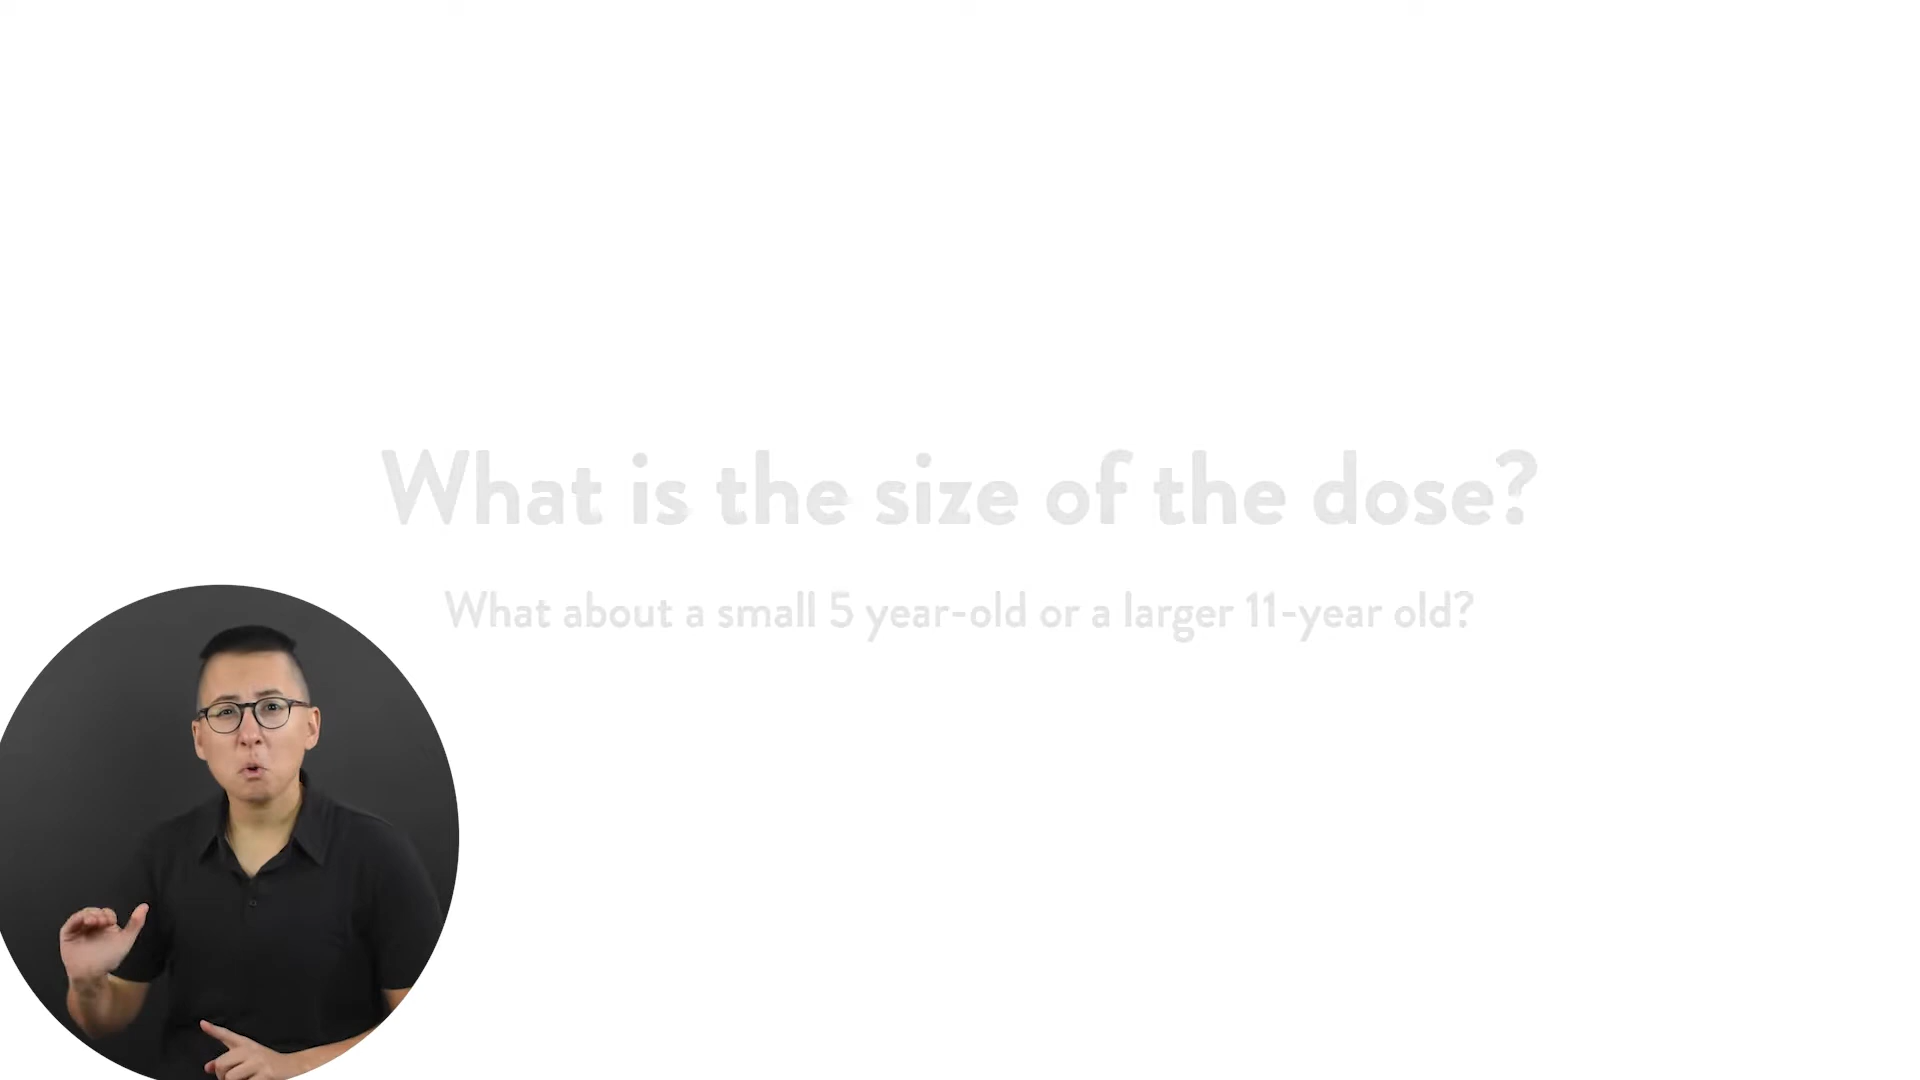 What is the size of the dose?
What about a small 5 year-old or a larger 11-year old?